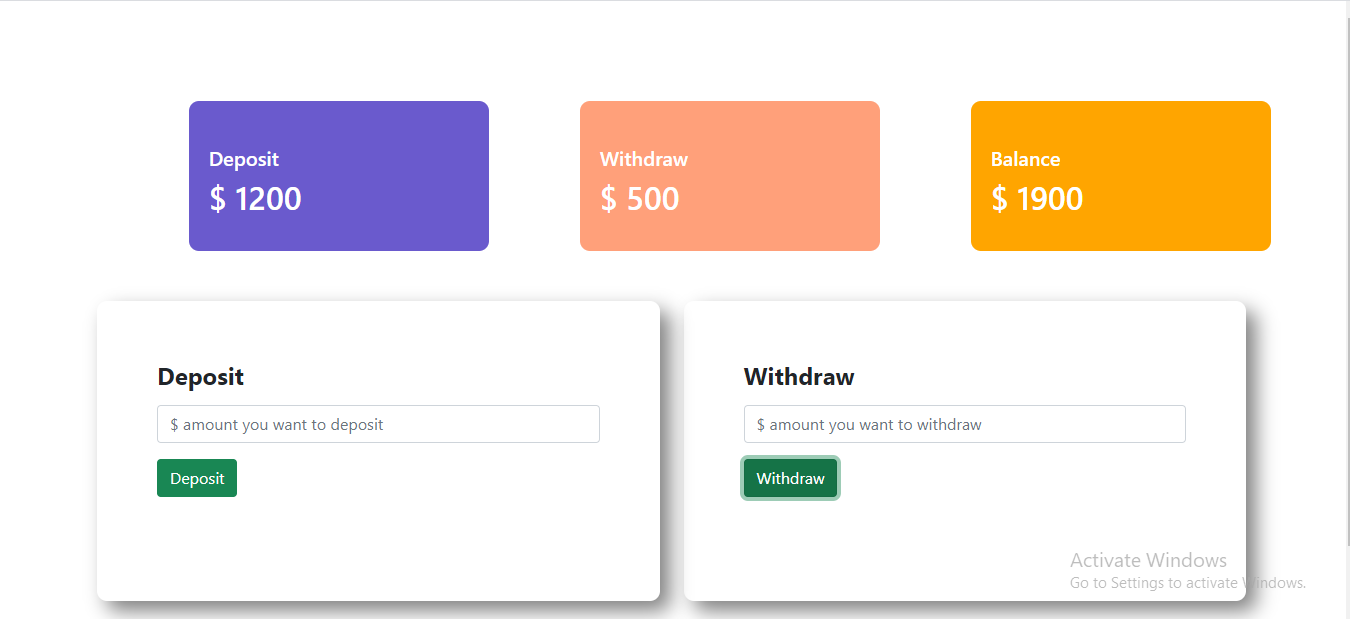 Deposit
$ 1200
Withdraw
$ 500
Balance
$ 1900
Deposit
$ amount you want to deposit
Deposit
Withdraw
$ amount you want to withdraw
Withdraw
Activate Windows
Go to Settings to activate Windows.